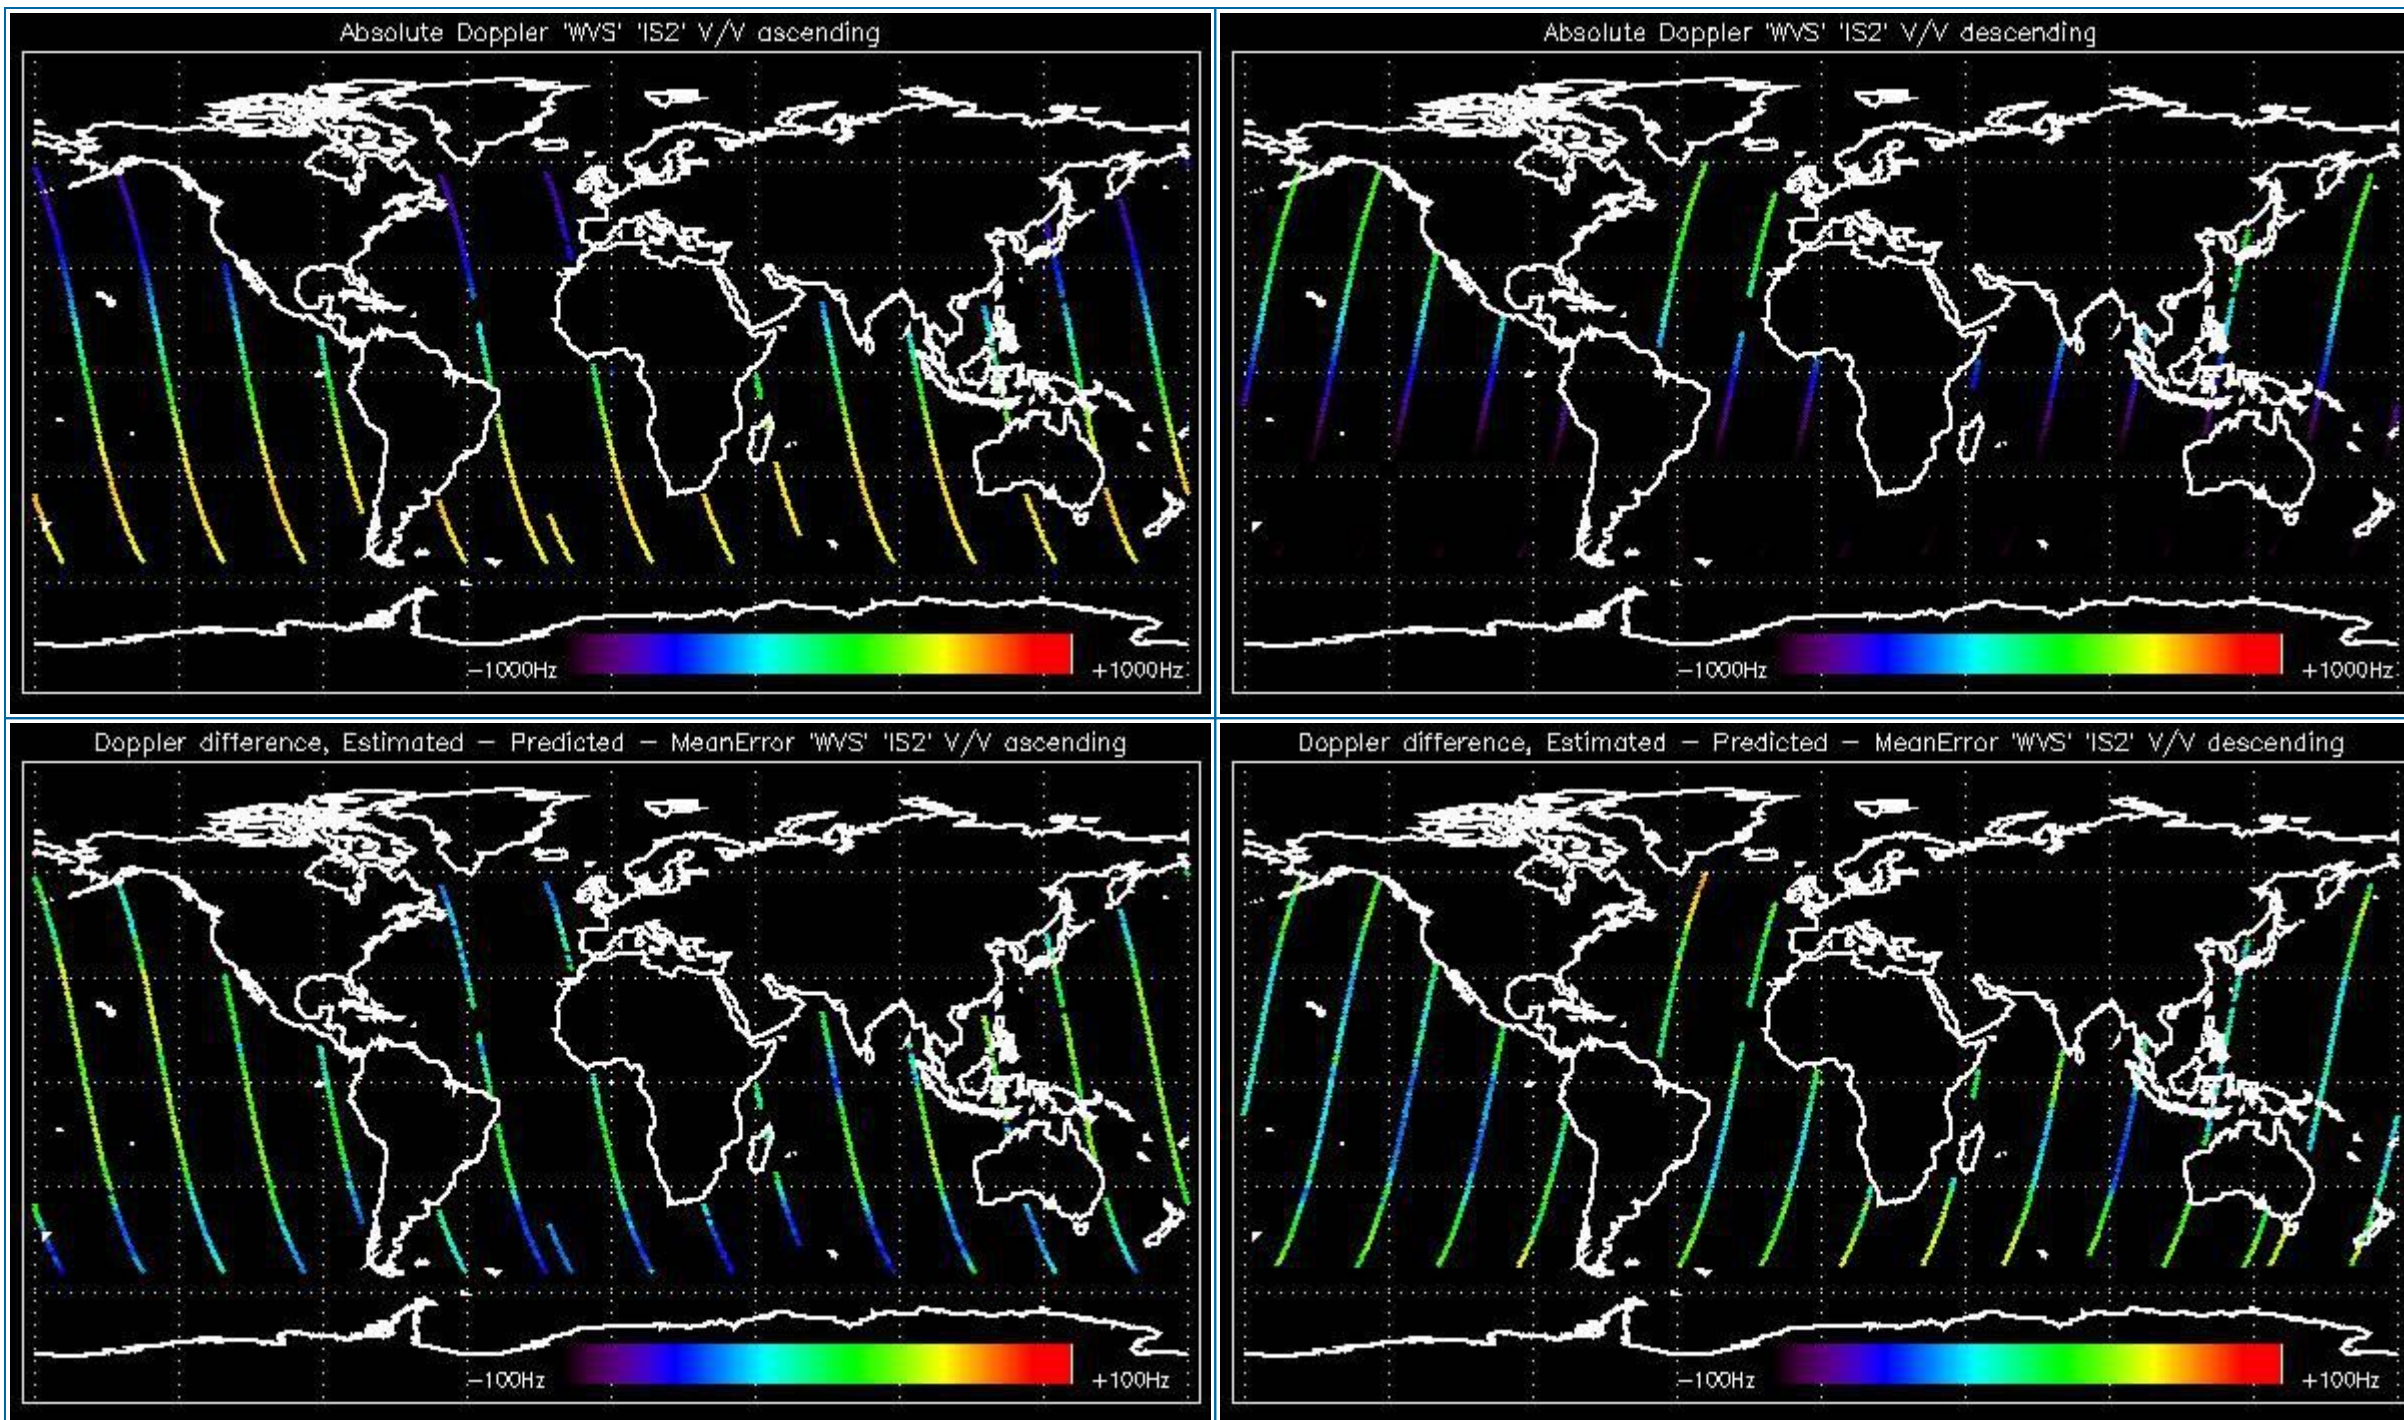 Absolute Doppler 'WVS' 'IS2' V/V ascending
-1000Hz
+1000Hz
Absolute Doppler 'WVS' 'IS2' V/V descending
-1000Hz
+1000Hz
Doppler difference, Estimated - Predicted - MeanError 'WVS' 'IS2' V/V ascending
-100Hz
+100Hz
Doppler difference, Estimated - Predicted - MeanError 'WVS' 'IS2' V/V descending
-100Hz
+100Hz